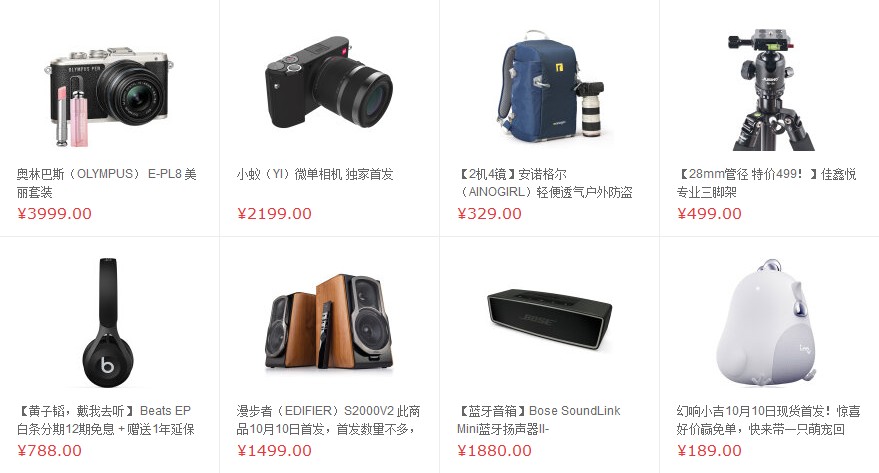 OLYMPUS PEN
奥林巴斯（OLYMPUS） E-PL8 美
丽套装
¥3999.00
小蚁（YI）微单相机 独家首发
¥2199.00
【2机4镜】安诺格尔
（AINOGIRL）轻便透气户外防盗
¥329.00
【28mm管径 特价499！】佳鑫悦
专业三脚架
¥499.00
【黄子韬，戴我去听】 Beats EP
白条分期12期免息＋赠送1年延保
¥788.00
漫步者（EDIFIER）S2000V2 此商
品10月10日首发，首发数量不多，
¥1499.00
BOSE
【蓝牙音箱】Bose SoundLink
Mini蓝牙扬声器II-
¥1880.00
幻响小吉10月10日现货首发！惊喜
好价赢免单，快来带一只萌宠回
¥189.00